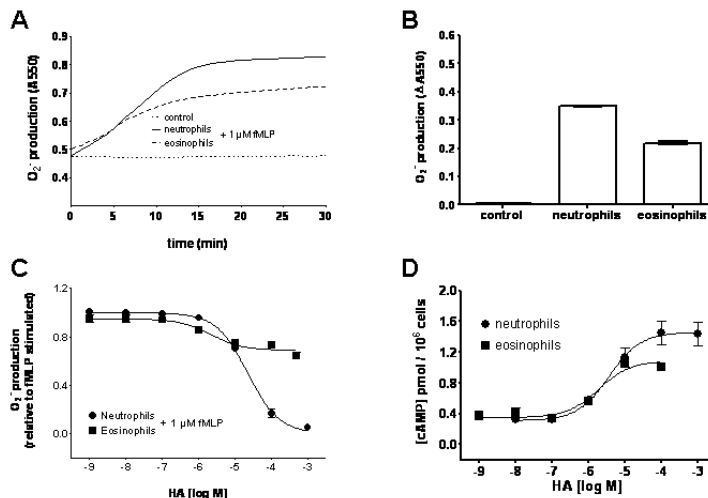 A
O₂⁻ production (A550)
0.9
0.8
0.7
0.6
0.5
0.4
control
neutrophils
eosinophils
+ 1 µM fMLP
0 5 10 15 20 25 30
time (min)
B
O₂⁻ production (ΔA550)
0.6
0.5
0.4
0.3
0.2
0.1
0.0
control neutrophils eosinophils
C
O₂⁻ production
(relative to fMLP stimulated)
1.2
0.8
0.4
0.0
Neutrophils
Eosinophils
+ 1 µM fMLP
-9 -8 -7 -6 -5 -4 -3
HA [log M]
D
[cAMP] pmol / 10⁶ cells
1.8
1.5
1.2
0.9
0.6
0.3
0.0
neutrophils
eosinophils
-9 -8 -7 -6 -5 -4 -3
HA [log M]